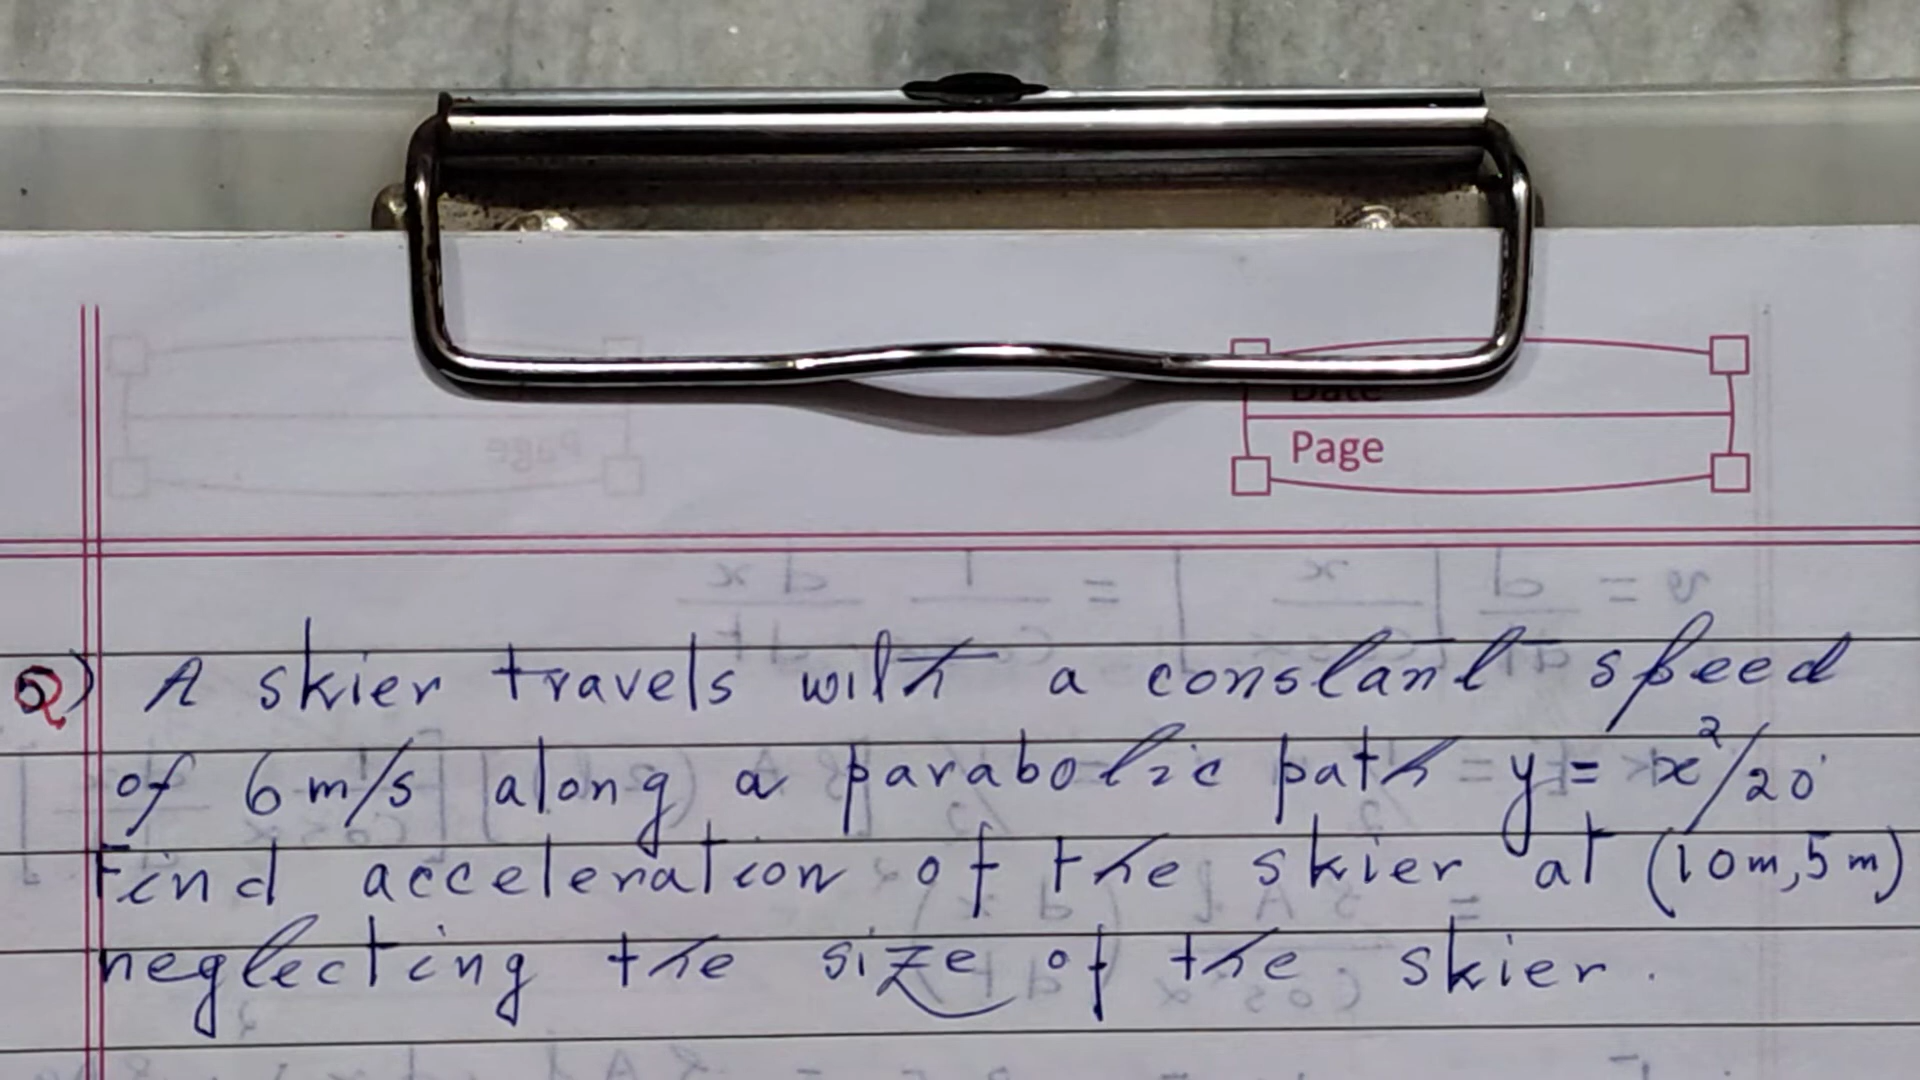 Date
Page
Q) A skier travels with a constant speed
of 6 m/s along a parabolic path y = x²/20
Find acceleration of the skier at (10m, 5m)
neglecting the size of the skier.